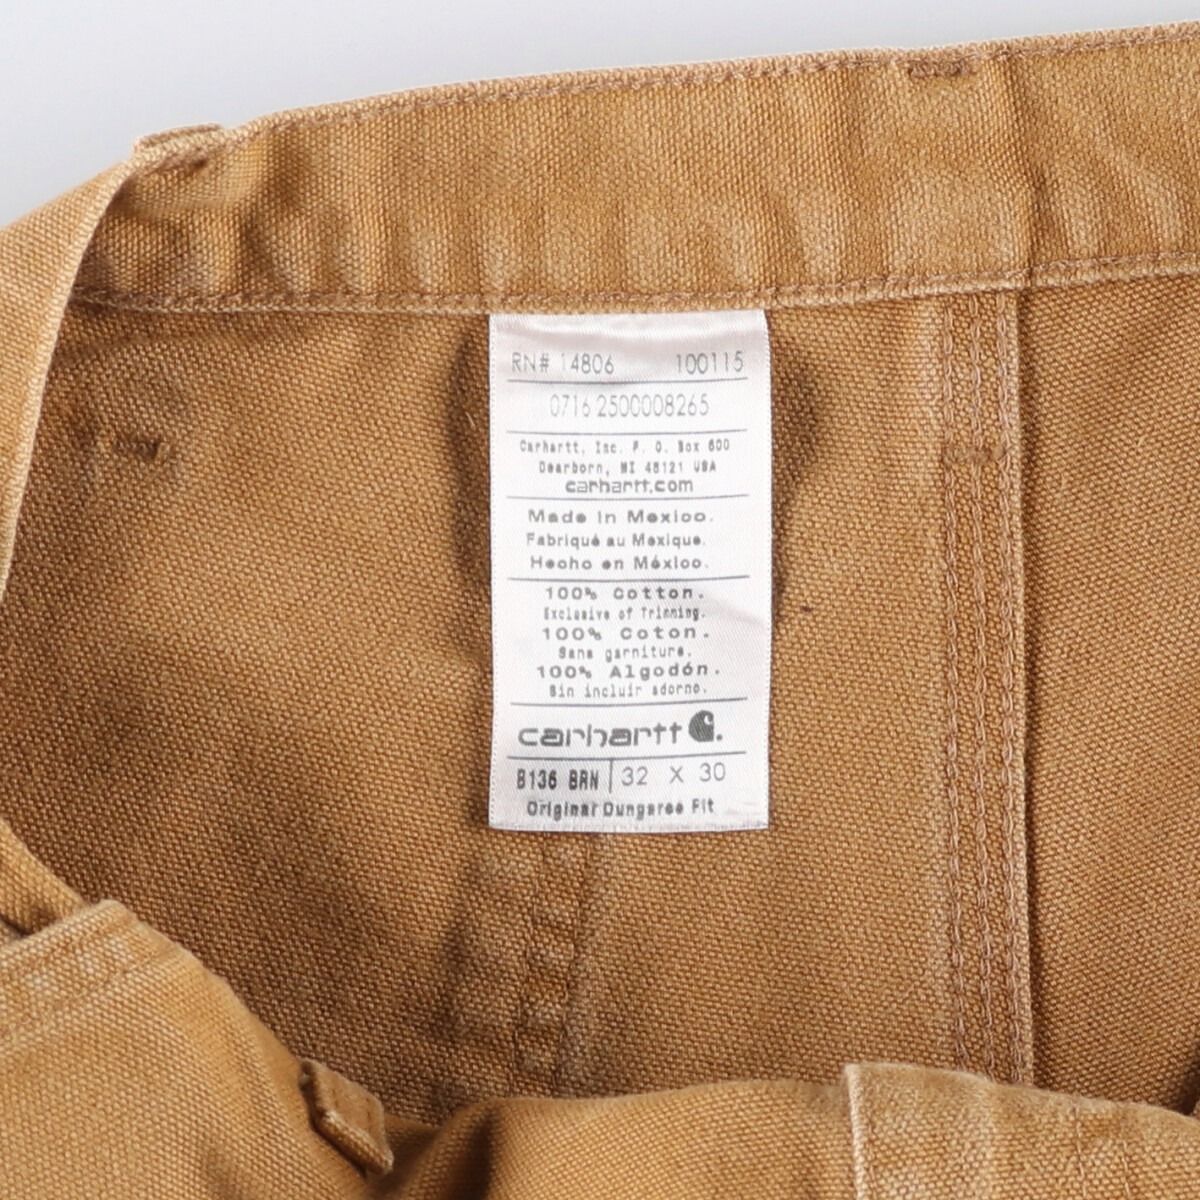 RN# 14806 100115
0716 2500008265
Carhartt, Inc. P. O. Box 600
Dearborn, MI 48121 USA
carhartt.com
Made in Mexico.
Fabriqué au Mexique.
Hecho en México.
100% Cotton.
Exclusive of Trimming.
100% Coton.
Sans garniture.
100% Algodón.
Sin incluir adorno.
carhartt
B136 BRN 32 X 30
Original Dungaree Fit